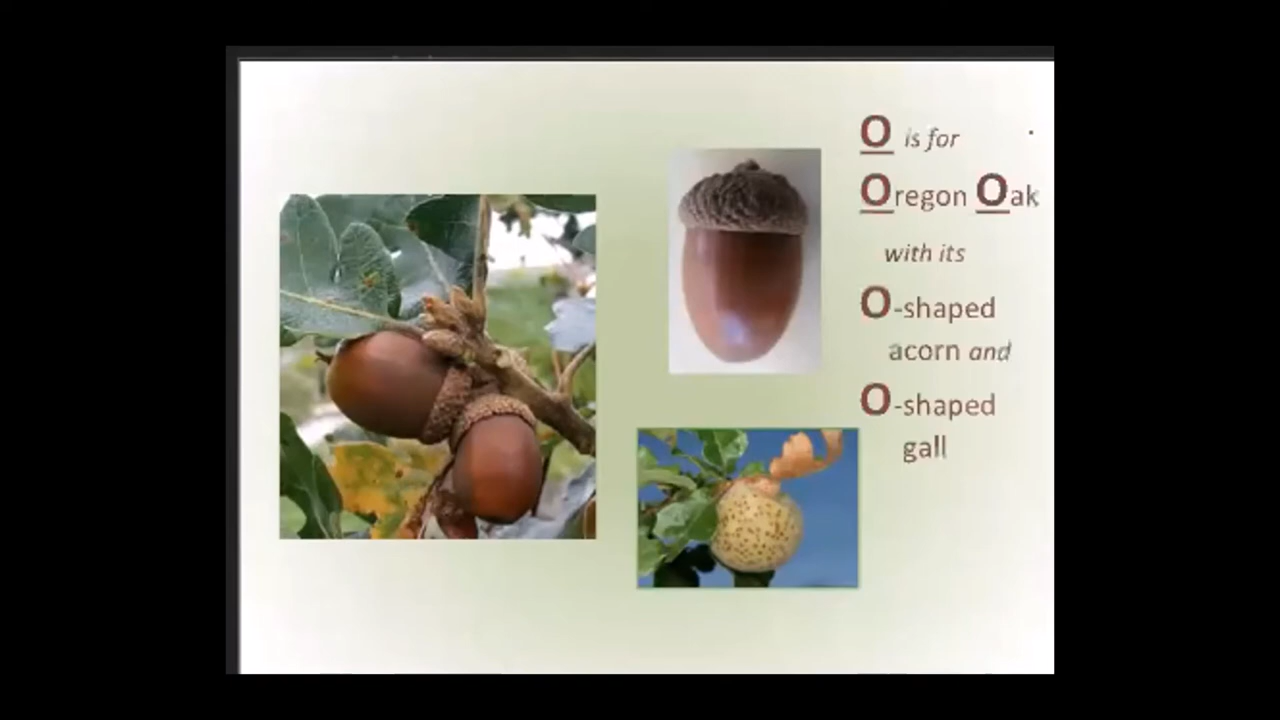 O is for
Oregon Oak
with its
O-shaped
acorn and
O-shaped
gall